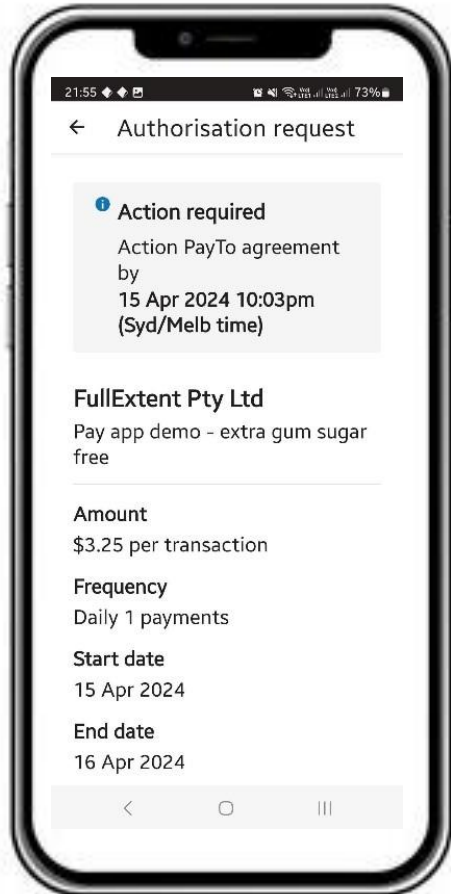 21:55
73%
Authorisation request
Action required
Action PayTo agreement
by
15 Apr 2024 10:03pm
(Syd/Melb time)
FullExtent Pty Ltd
Pay app demo - extra gum sugar
free
Amount
$3.25 per transaction
Frequency
Daily 1 payments
Start date
15 Apr 2024
End date
16 Apr 2024